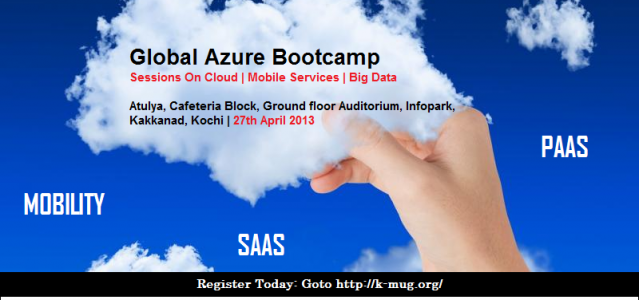 Global Azure Bootcamp
Sessions On Cloud | Mobile Services | Big Data
Atulya, Cafeteria Block, Ground floor Auditorium, Infopark,
Kakkanad, Kochi | 27th April 2013
PAAS
MOBILITY
SAAS
Register Today: Goto http://k-mug.org/